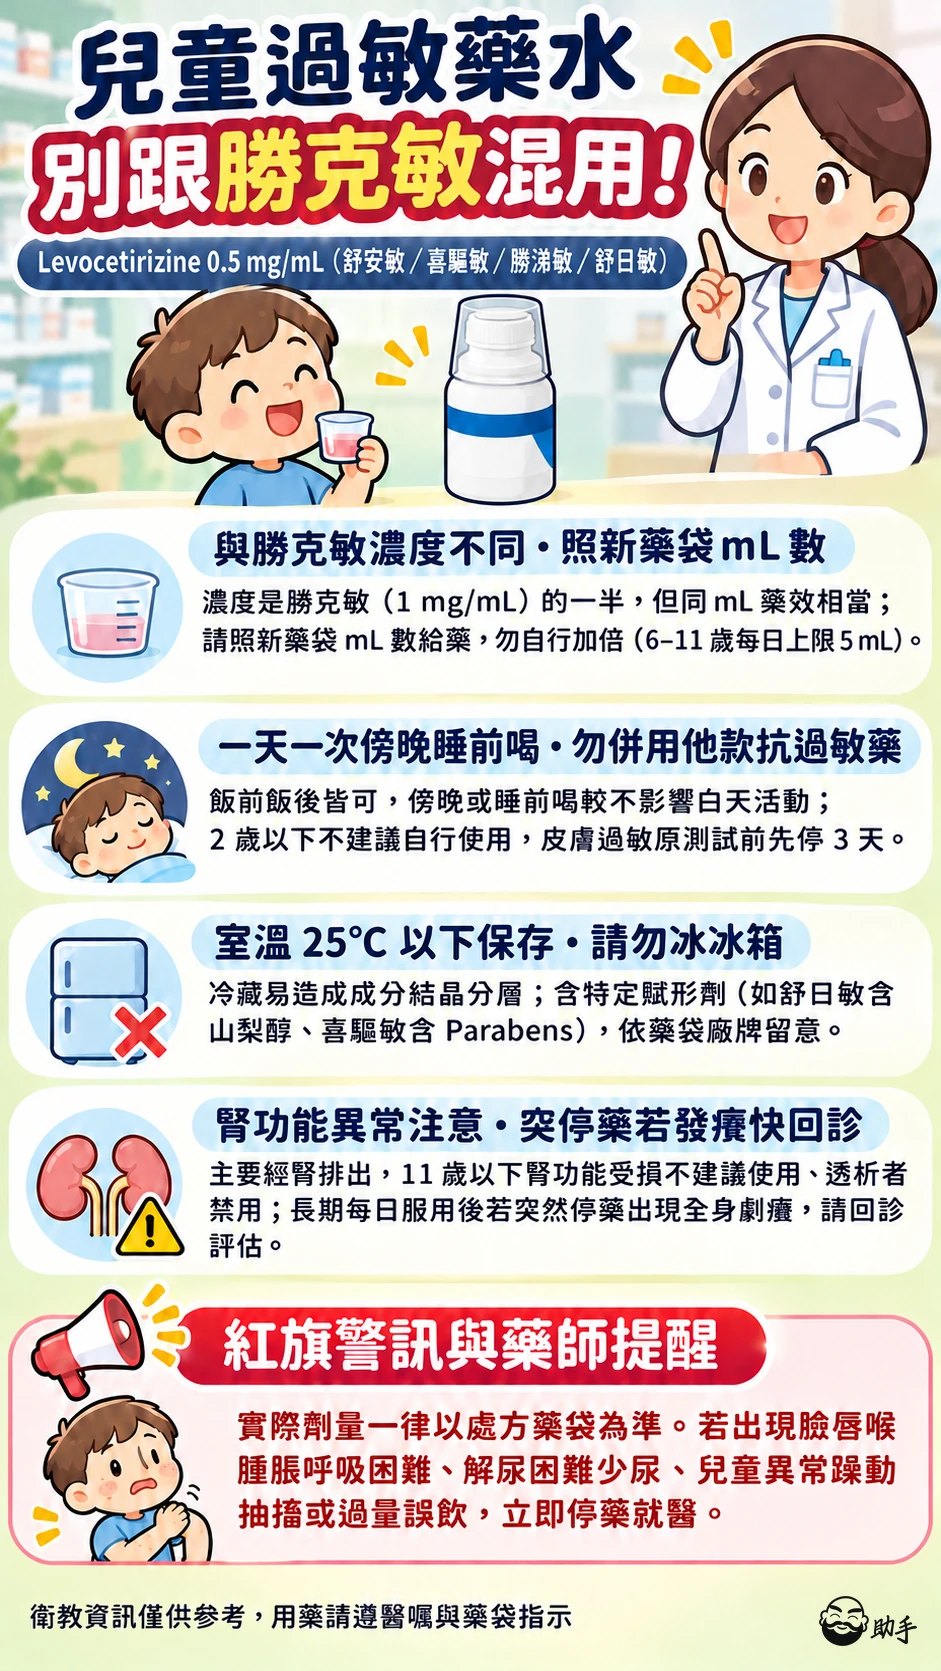 兒童過敏藥水
別跟勝克敏混用!
Levocetirizine 0.5 mg/mL（舒安敏／喜驅敏／勝涕敏／舒日敏）
與勝克敏濃度不同・照新藥袋 mL 數
濃度是勝克敏（1 mg/mL）的一半，但同 mL 藥效相當；
請照新藥袋 mL 數給藥，勿自行加倍（6–11 歲每日上限 5 mL）。
一天一次傍晚睡前喝・勿併用他款抗過敏藥
飯前飯後皆可，傍晚或睡前喝較不影響白天活動；
2 歲以下不建議自行使用，皮膚過敏原測試前先停 3 天。
室溫 25°C 以下保存・請勿冰冰箱
冷藏易造成成分結晶分層；含特定賦形劑（如舒日敏含
山梨醇、喜驅敏含 Parabens），依藥袋廠牌留意。
腎功能異常注意・突停藥若發癢快回診
主要經腎排出，11 歲以下腎功能受損不建議使用、透析者
禁用；長期每日服用後若突然停藥出現全身劇癢，請回診
評估。
紅旗警訊與藥師提醒
實際劑量一律以處方藥袋為準。若出現臉唇喉
腫脹呼吸困難、解尿困難少尿、兒童異常躁動
抽搐或過量誤飲，立即停藥就醫。
衛教資訊僅供參考，用藥請遵醫囑與藥袋指示
助手